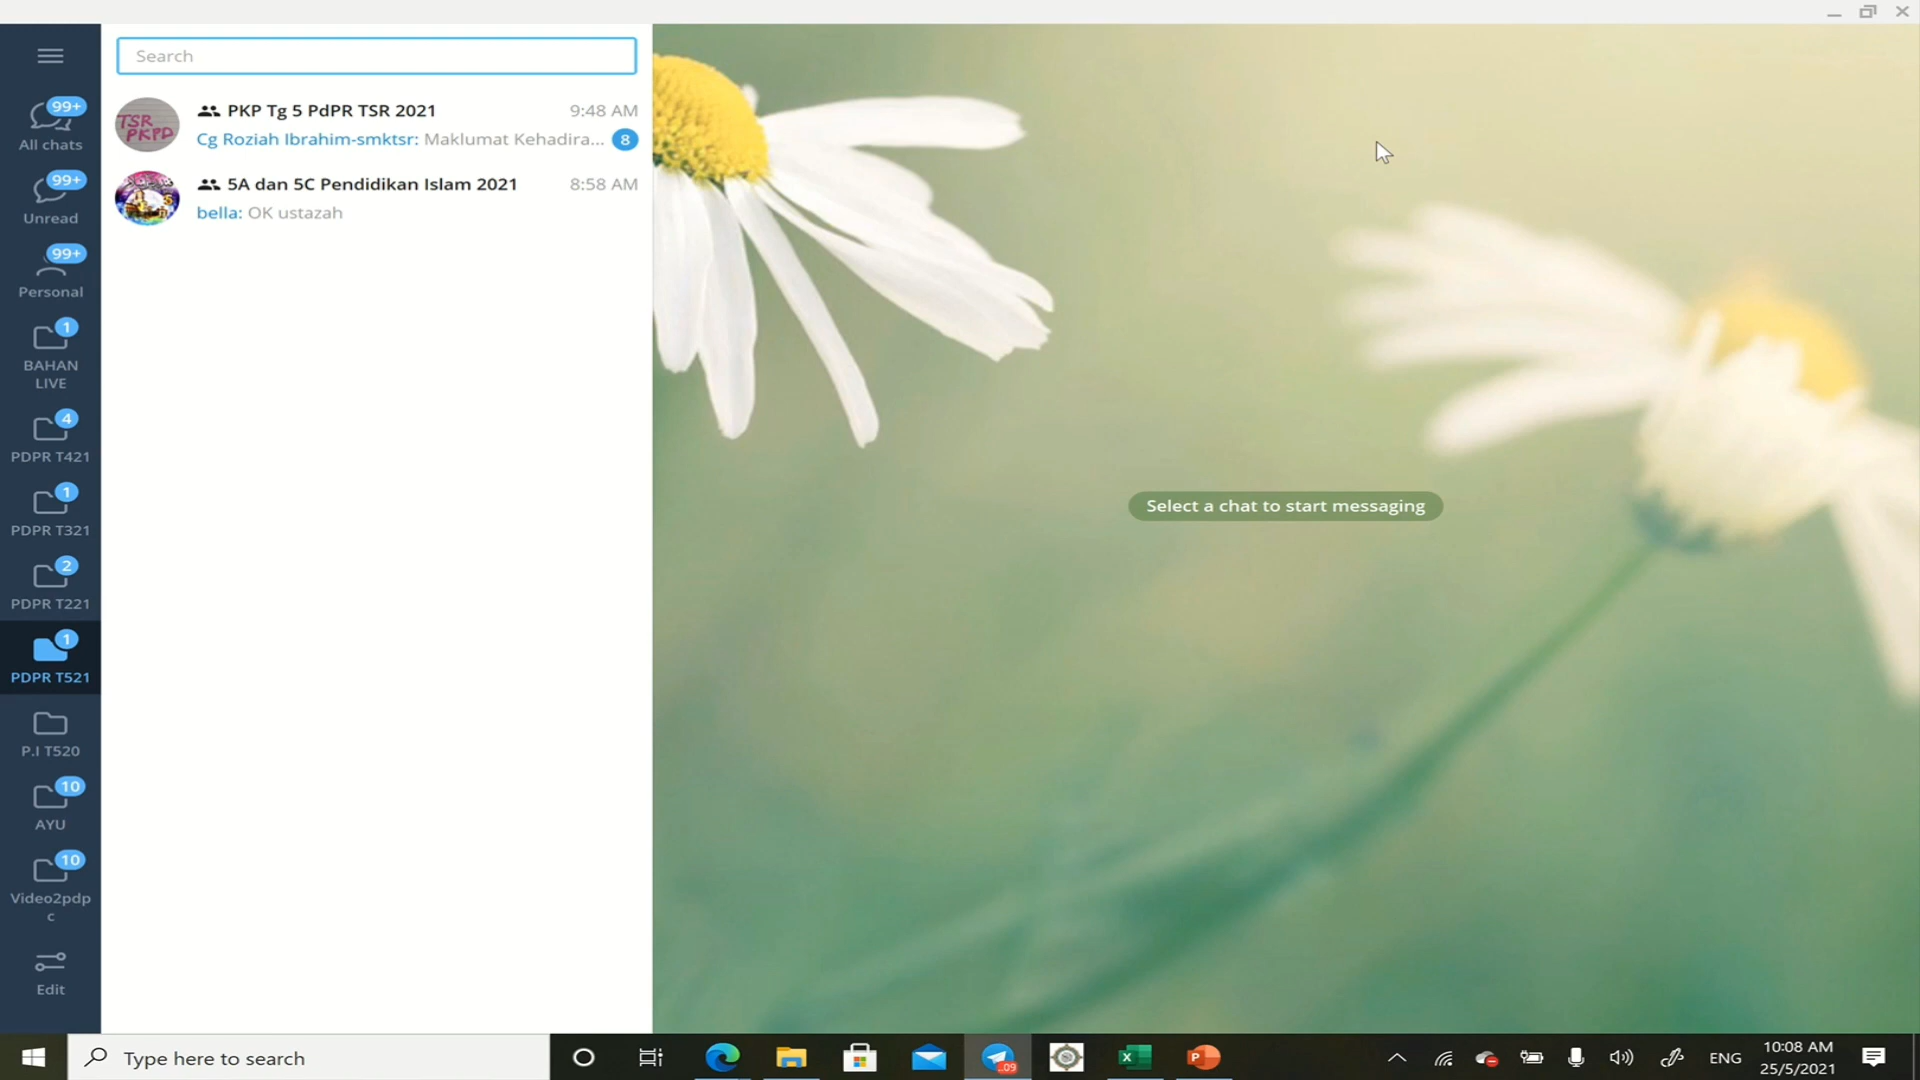 Search
99+
All chats
99+
Unread
99+
Personal
1
BAHAN
LIVE
4
PDPR T421
1
PDPR T321
2
PDPR T221
1
PDPR T521
P.I T520
10
AYU
10
Video2pdp
c
Edit
TSR
PKPD
PKP Tg 5 PdPR TSR 2021 9:48 AM
Cg Roziah Ibrahim-smktsr: Maklumat Kehadira... 8
5A dan 5C Pendidikan Islam 2021 8:58 AM
bella: OK ustazah
Select a chat to start messaging
Type here to search
..09
X
P
ENG
10:08 AM
25/5/2021